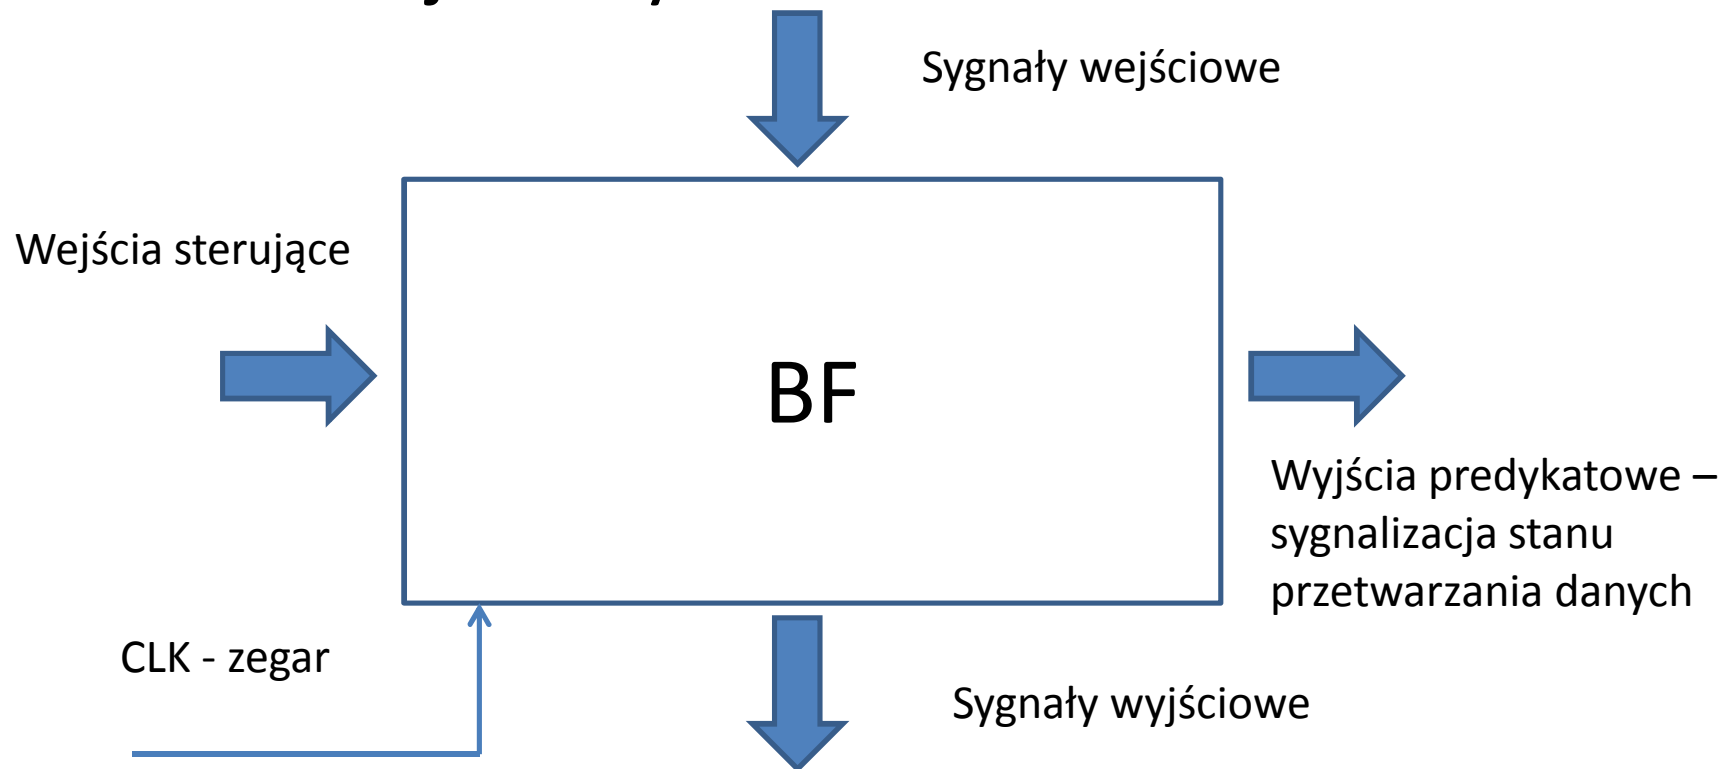 Sygnały wejściowe
Wejścia sterujące
BF
Wyjścia predykatowe –
sygnalizacja stanu
przetwarzania danych
CLK - zegar
Sygnały wyjściowe